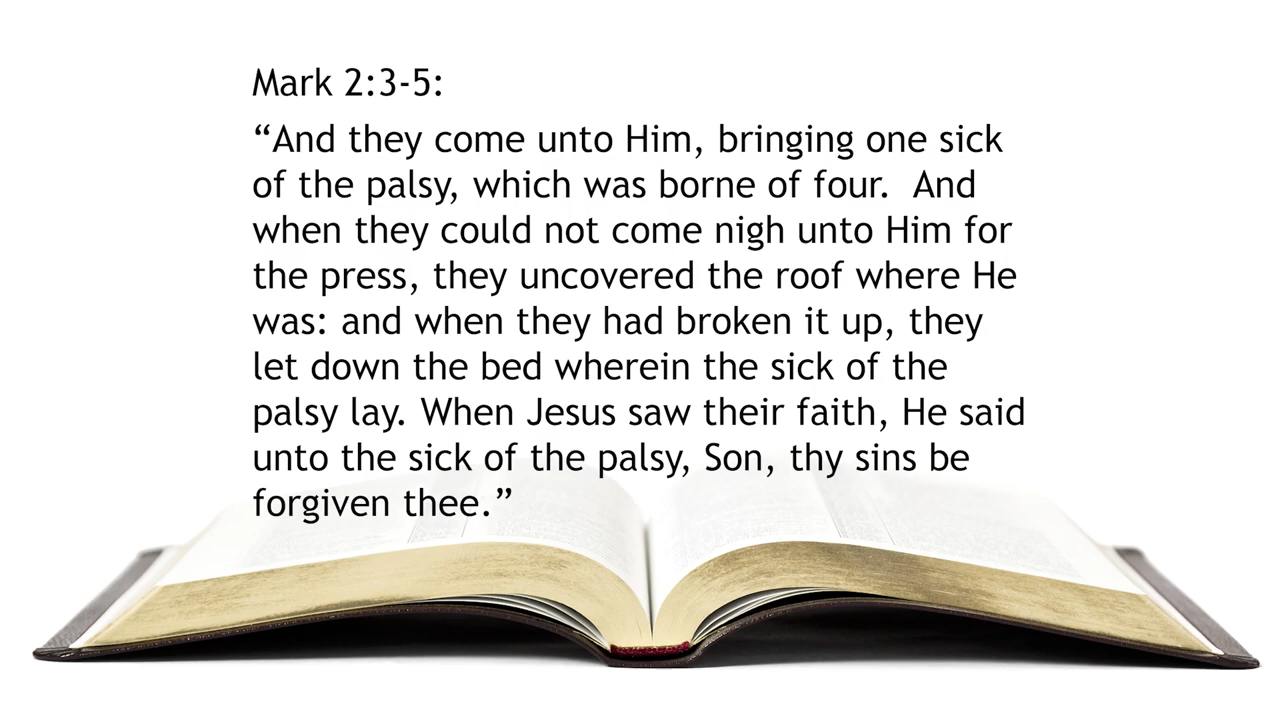 Mark 2:3-5:
“And they come unto Him, bringing one sick
of the palsy, which was borne of four.  And
when they could not come nigh unto Him for
the press, they uncovered the roof where He
was: and when they had broken it up, they
let down the bed wherein the sick of the
palsy lay. When Jesus saw their faith, He said
unto the sick of the palsy, Son, thy sins be
forgiven thee.”